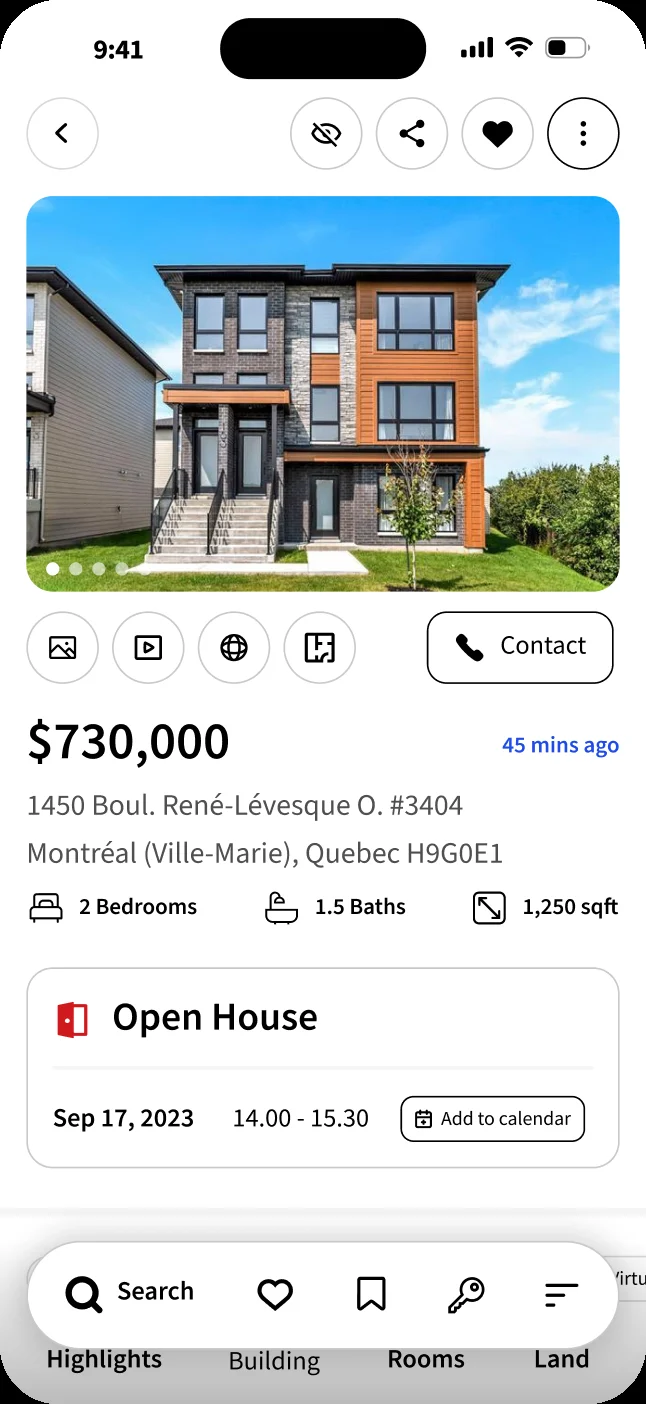 9:41
Contact
$730,000
45 mins ago
1450 Boul. René-Lévesque O. #3404
Montréal (Ville-Marie), Quebec H9G0E1
2 Bedrooms
1.5 Baths
1,250 sqft
Open House
Sep 17, 2023
14.00 - 15.30
Add to calendar
Search
Highlights
Building
Rooms
Land